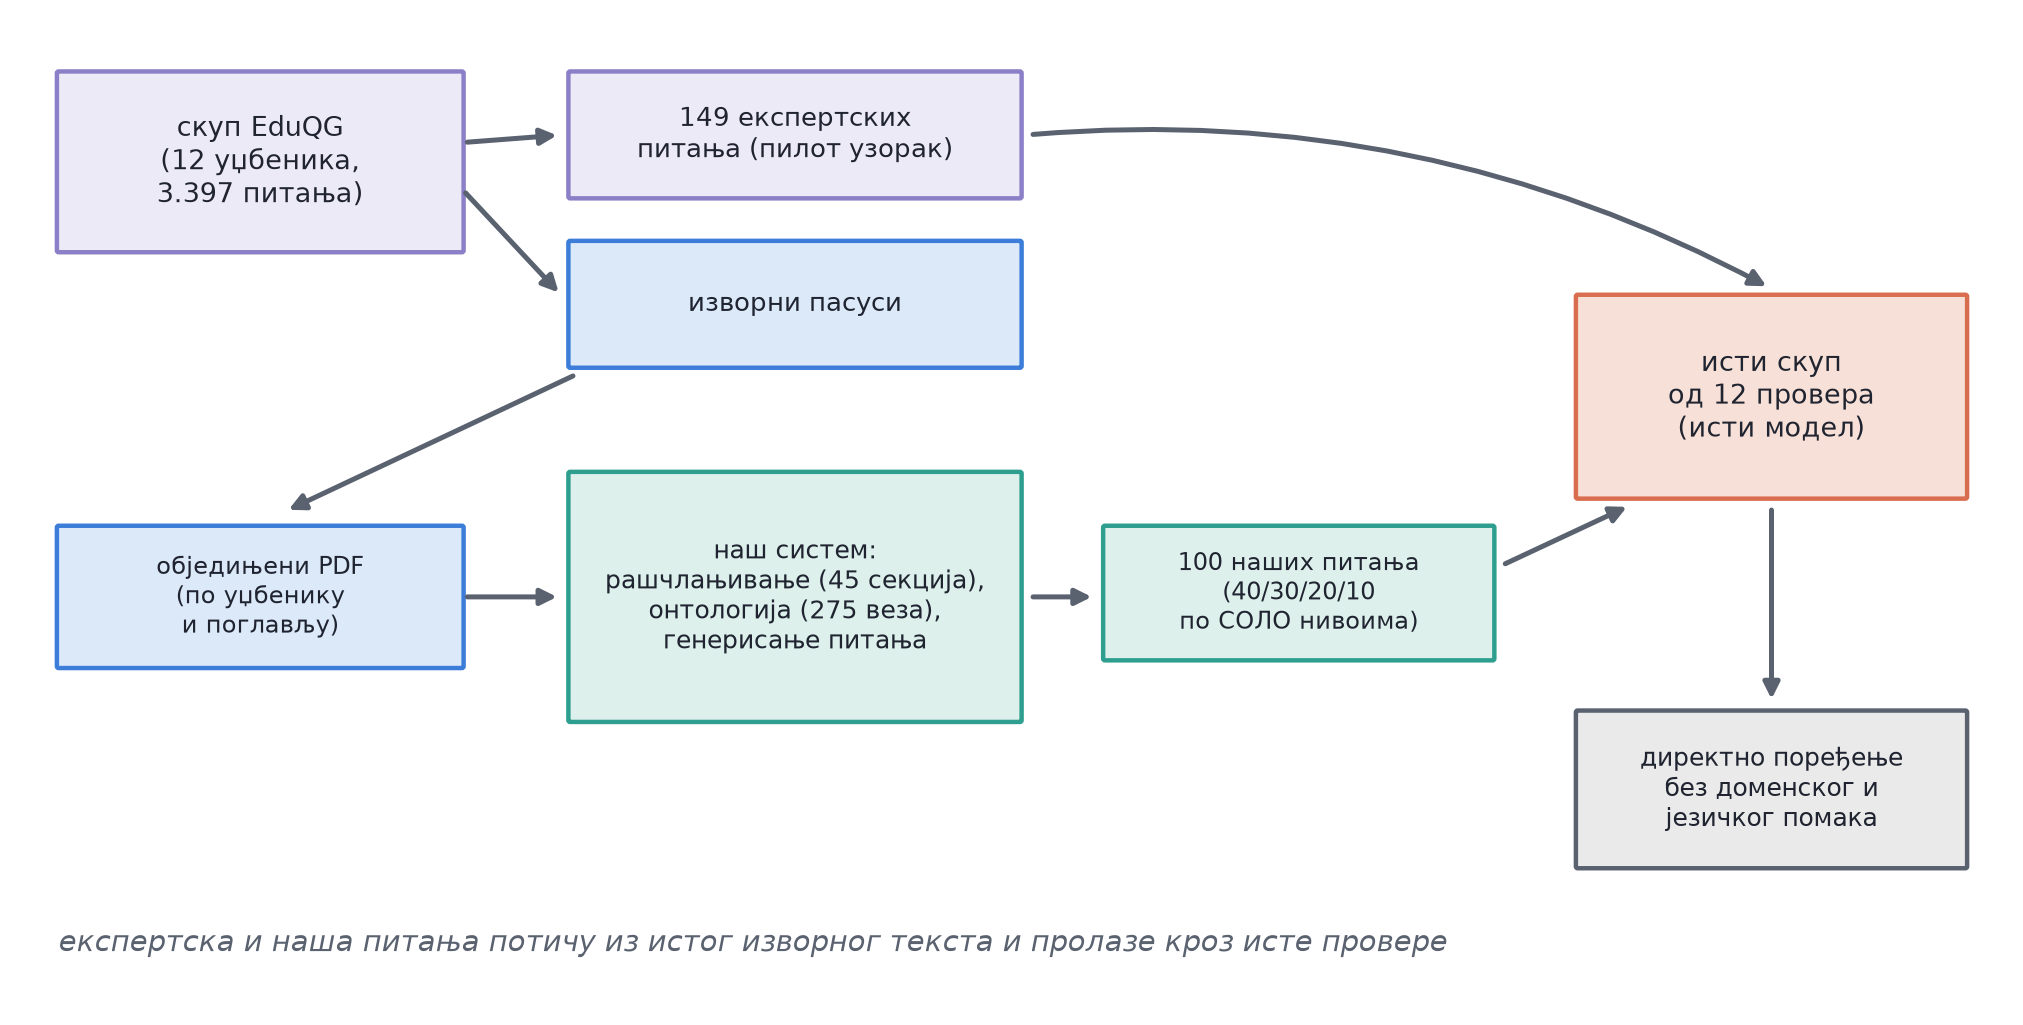 скуп EduQG
(12 уџбеника,
3.397 питања)
149 експертских
питања (пилот узорак)
изворни пасуси
исти скуп
од 12 провера
(исти модел)
обједињени PDF
(по уџбенику
и поглављу)
наш систем:
рашчлањивање (45 секција),
онтологија (275 веза),
генерисање питања
100 наших питања
(40/30/20/10
по СОЛО нивоима)
директно поређење
без доменског и
језичког помака
експертска и наша питања потичу из истог изворног текста и пролазе кроз исте провере